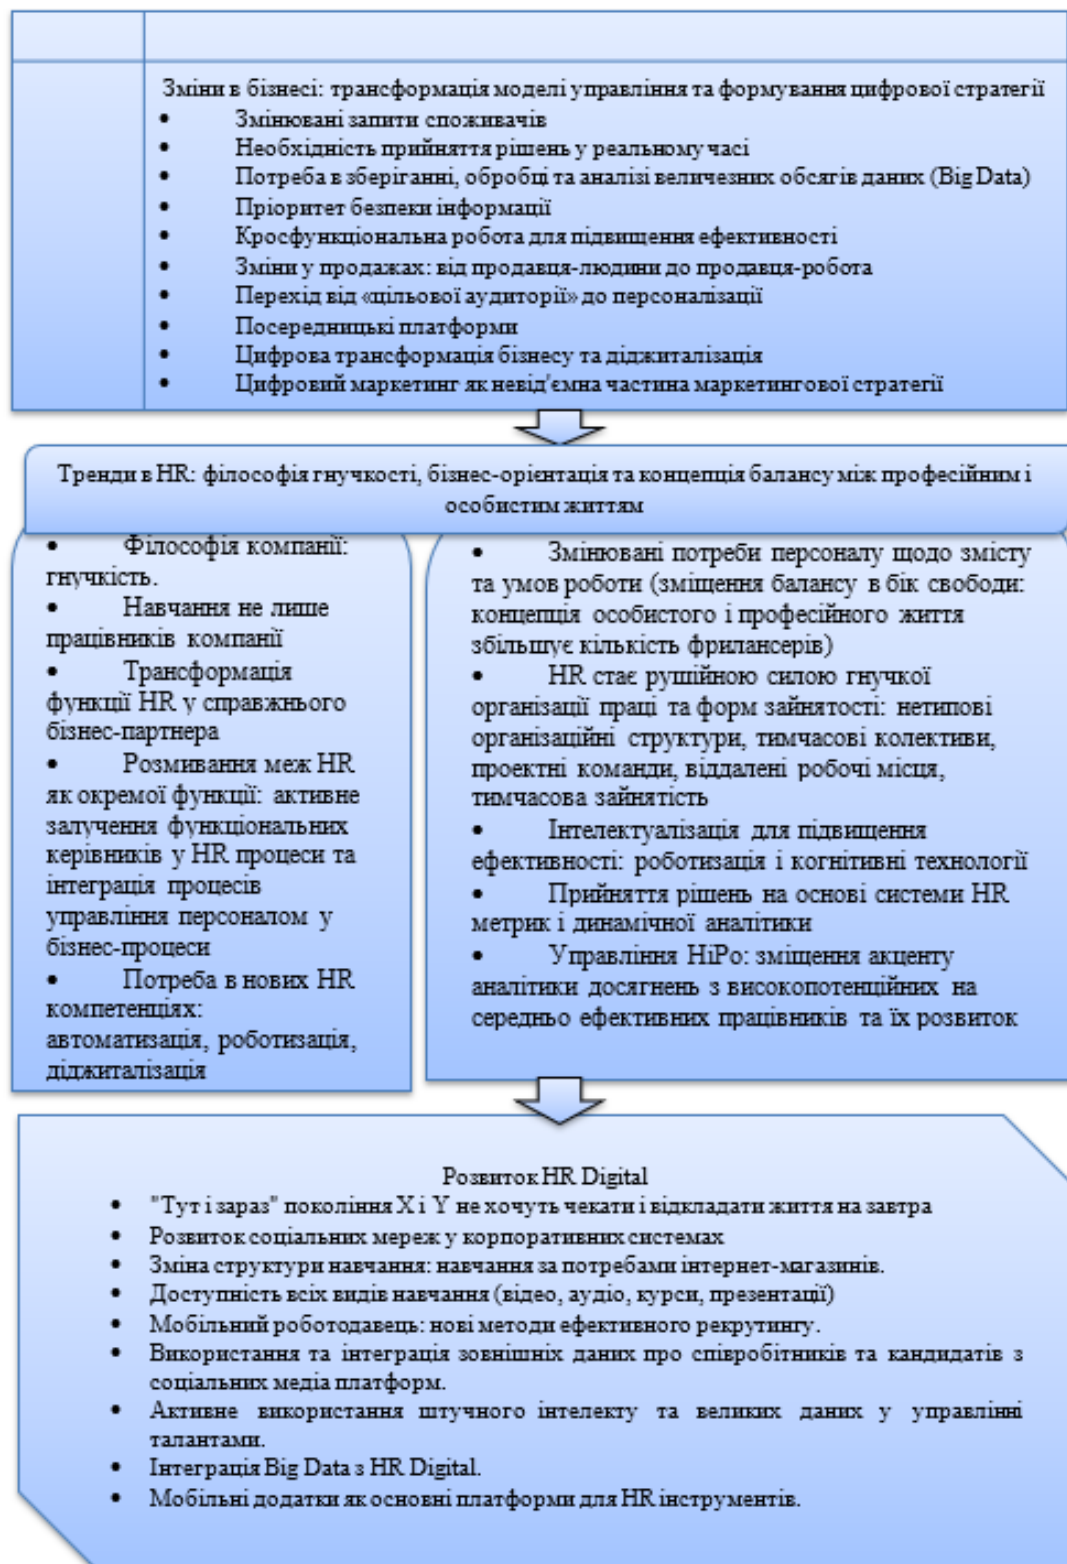 Зміни в бізнесі: трансформація моделі управління та формування цифрової стратегії
• Змінювані запити споживачів
• Необхідність прийняття рішень у реальному часі
• Потреба в зберіганні, обробці та аналізі величезних обсягів даних (Big Data)
• Пріоритет безпеки інформації
• Кросфункціональна робота для підвищення ефективності
• Зміни у продажах: від продавця-людини до продавця-робота
• Перехід від «цільової аудиторії» до персоналізації
• Посередницькі платформи
• Цифрова трансформація бізнесу та діджиталізація
• Цифровий маркетинг як невід'ємна частина маркетингової стратегії
Тренди в HR: філософія гнучкості, бізнес-орієнтація та концепція балансу між професійним і
особистим життям
• Філософія компанії:
гнучкість.
• Навчання не лише
працівників компанії
• Трансформація
функції HR у справжнього
бізнес-партнера
• Розмивання меж HR
як окремої функції: активне
залучення функціональних
керівників у HR процеси та
інтеграція процесів
управління персоналом у
бізнес-процеси
• Потреба в нових HR
компетенціях:
автоматизація, роботизація,
діджиталізація
• Змінювані потреби персоналу щодо змісту
та умов роботи (зміщення балансу в бік свободи:
концепція особистого і професійного життя
збільшує кількість фрилансерів)
• HR стає рушійною силою гнучкої
організації праці та форм зайнятості: нетипові
організаційні структури, тимчасові колективи,
проектні команди, віддалені робочі місця,
тимчасова зайнятість
• Інтелектуалізація для підвищення
ефективності: роботизація і когнітивні технології
• Прийняття рішень на основі системи HR
метрик і динамічної аналітики
• Управління HiPo: зміщення акценту
аналітики досягнень з високопотенційних на
середньо ефективних працівників та їх розвиток
Розвиток HR Digital
• "Тут і зараз" покоління X і Y не хочуть чекати і відкладати життя на завтра
• Розвиток соціальних мереж у корпоративних системах
• Зміна структури навчання: навчання за потребами інтернет-магазинів.
• Доступність всіх видів навчання (відео, аудіо, курси, презентації)
• Мобільний роботодавець: нові методи ефективного рекрутингу.
• Використання та інтеграція зовнішніх даних про співробітників та кандидатів з
соціальних медіа платформ.
• Активне використання штучного інтелекту та великих даних у управлінні
талантами.
• Інтеграція Big Data з HR Digital.
• Мобільні додатки як основні платформи для HR інструментів.